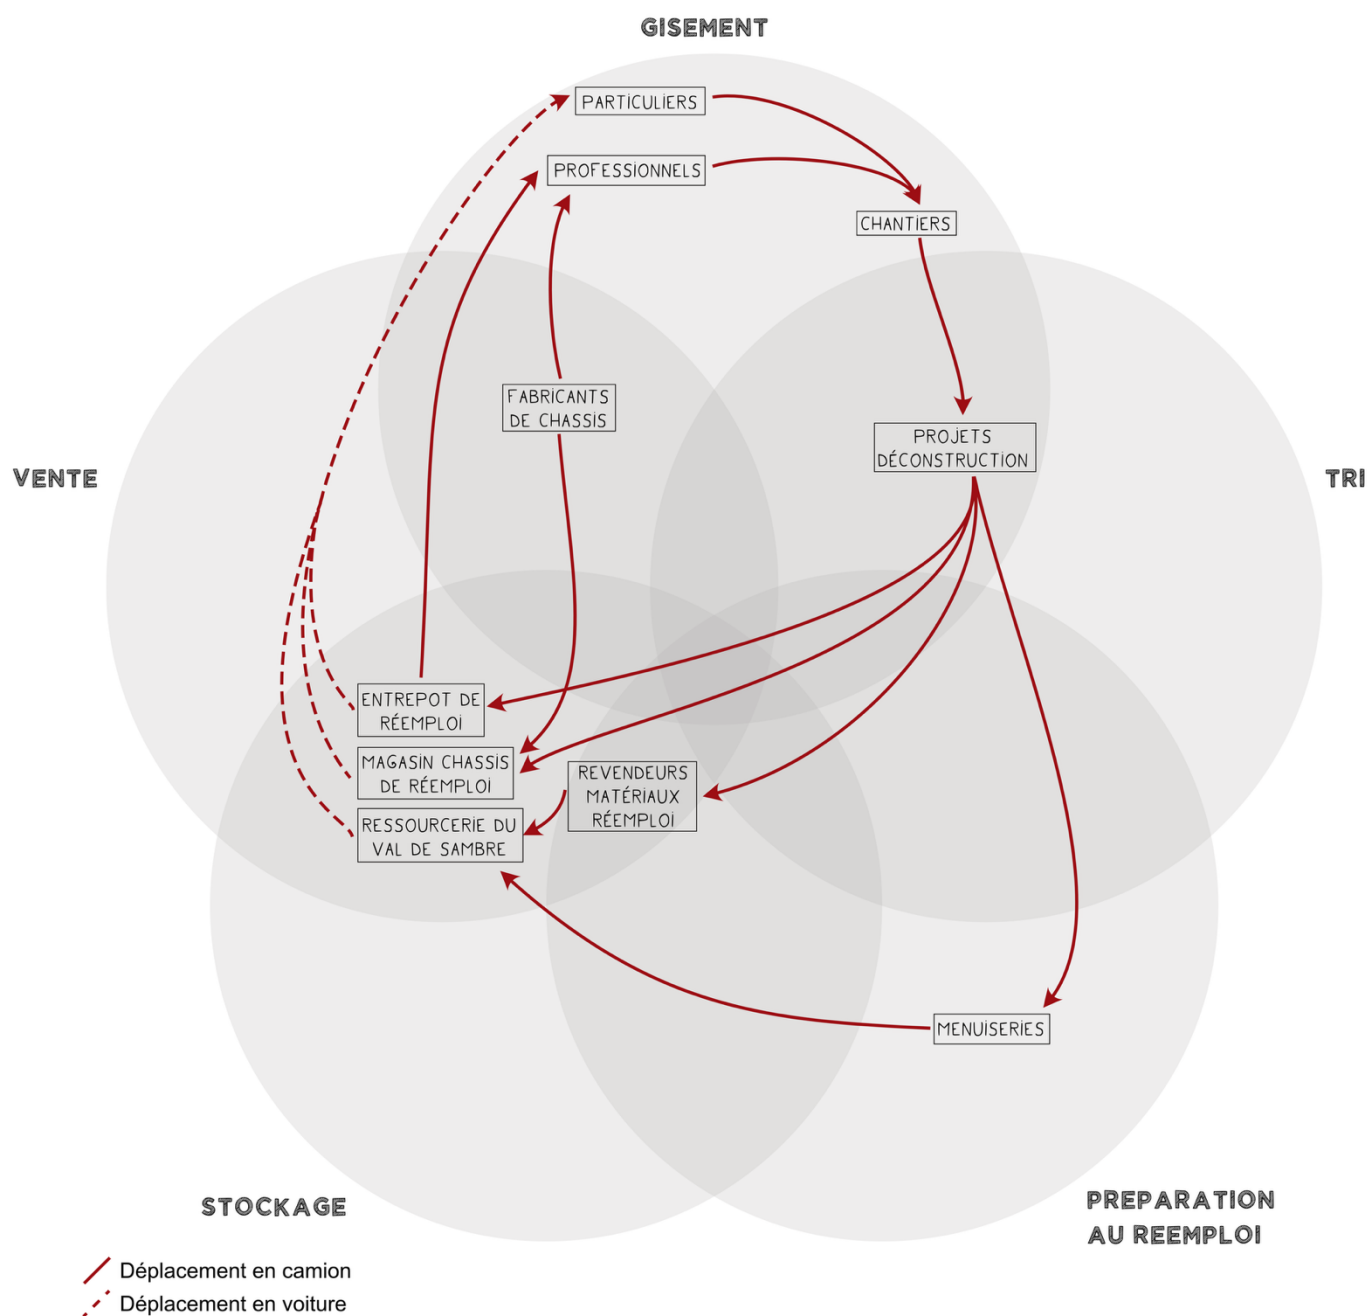 GISEMENT
PARTICULIERS
PROFESSIONNELS
CHANTIERS
FABRICANTS
DE CHASSIS
PROJETS
DÉCONSTRUCTION
VENTE
TRI
ENTREPOT DE
RÉEMPLOI
MAGASIN CHASSIS
DE RÉEMPLOI
REVENDEURS
MATÉRIAUX
RÉEMPLOI
RESSOURCERIE DU
VAL DE SAMBRE
MENUISERIES
STOCKAGE
PREPARATION
AU REEMPLOI
Déplacement en camion
Déplacement en voiture